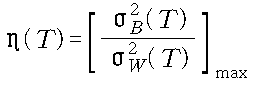 η(T) = [ σ²_B(T) / σ²_W(T) ]_max